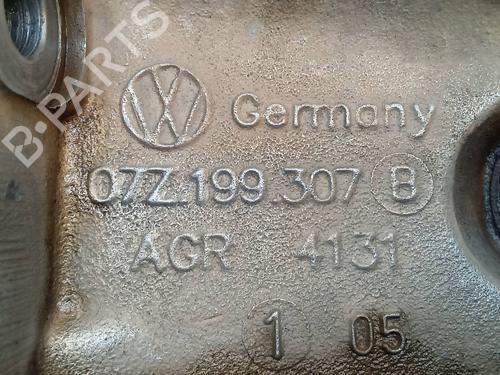 B-PARTS
Germany
07Z.199.307 B
AGR 4131
1 05